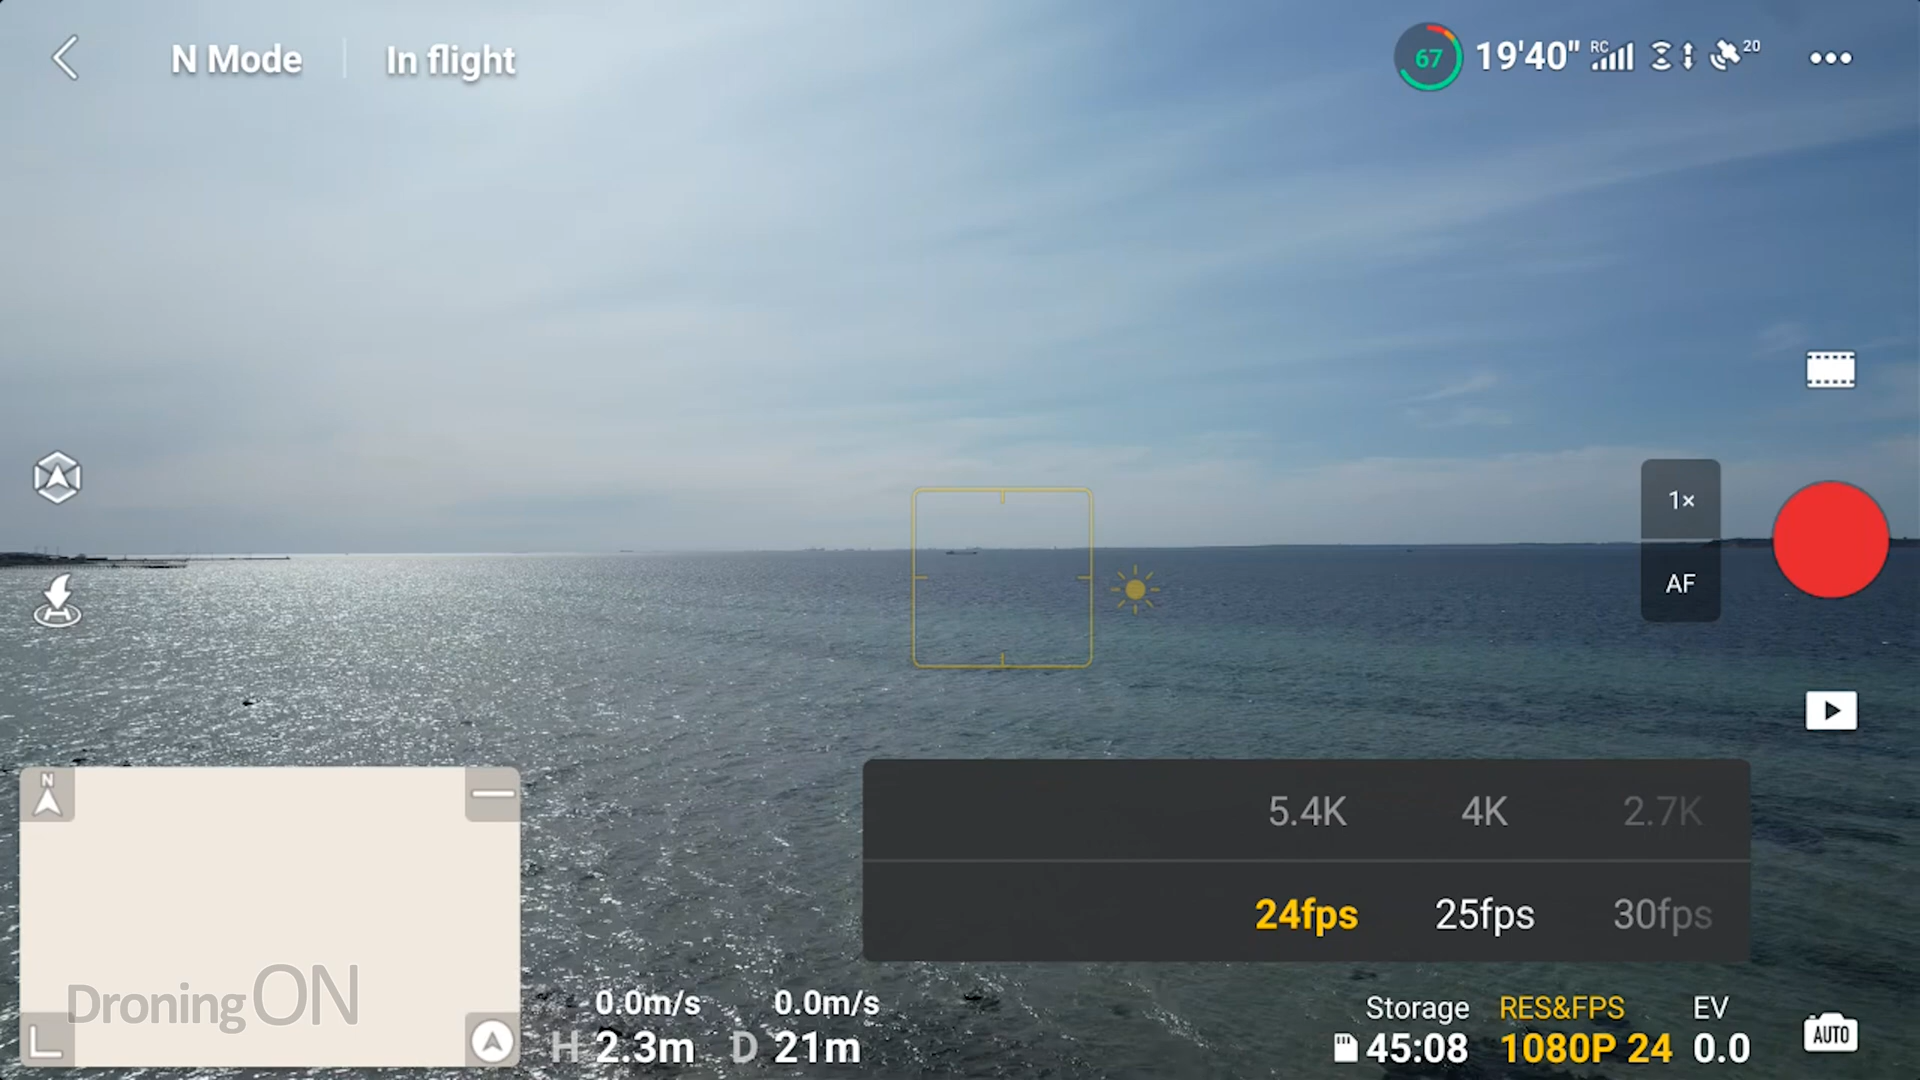 N Mode
In flight
67
19'40"
RC
20
1×
AF
5.4K
4K
2.7K
24fps
25fps
30fps
N
DroningON
0.0m/s
0.0m/s
H 2.3m
D 21m
Storage
RES&FPS
EV
45:08
1080P 24
0.0
AUTO